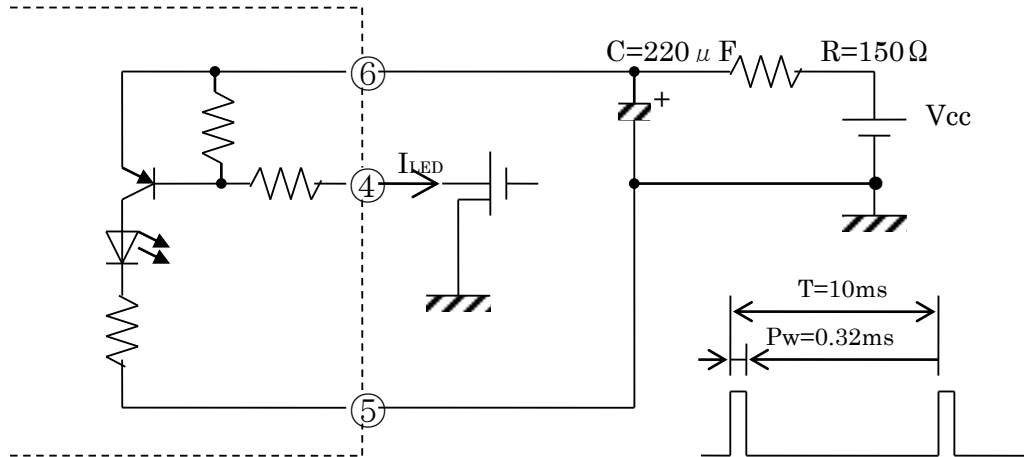 C=220μF
R=150Ω
⑥
+
Vcc
④
ILED
T=10ms
Pw=0.32ms
⑤